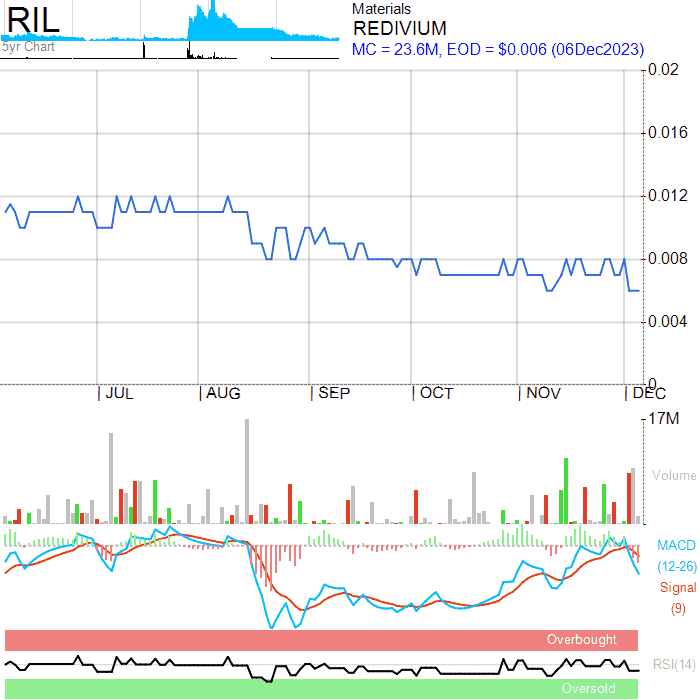 RIL
5yr Chart
Materials
REDIVIUM
MC = 23.6M, EOD = $0.006 (06Dec2023)
0.02
0.016
0.012
0.008
0.004
0
| JUL | AUG | SEP | OCT | NOV | DEC
17M
Volume
MACD
(12-26)
Signal
(9)
Overbought
RSI(14)
Oversold